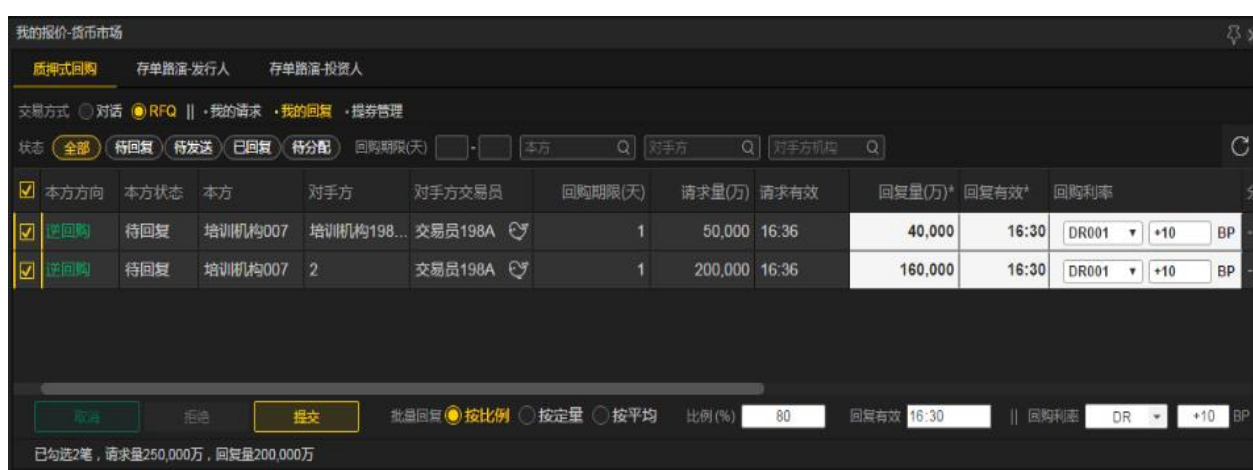 我的报价-货币市场
质押式回购 存单路演-发行人 存单路演-投资人
交易方式 对话 RFQ || ·我的请求 ·我的回复 ·提券管理
状态 全部 待回复 待发送 已回复 待分配 回购期限(天) - 本方 对手方 对手方机构
本方方向 本方状态 本方 对手方 对手方交易员 回购期限(天) 请求量(万) 请求有效 回复量(万)* 回复有效* 回购利率
逆回购 待回复 培训机构007 培训机构198... 交易员198A 1 50,000 16:36 40,000 16:30 DR001 +10 BP -
逆回购 待回复 培训机构007 2 交易员198A 1 200,000 16:36 160,000 16:30 DR001 +10 BP -
取消 拒绝 提交 批量回复 按比例 按定量 按平均 比例(%) 80 回复有效 16:30 || 回购利率 DR +10 BP
已勾选2笔，请求量250,000万，回复量200,000万